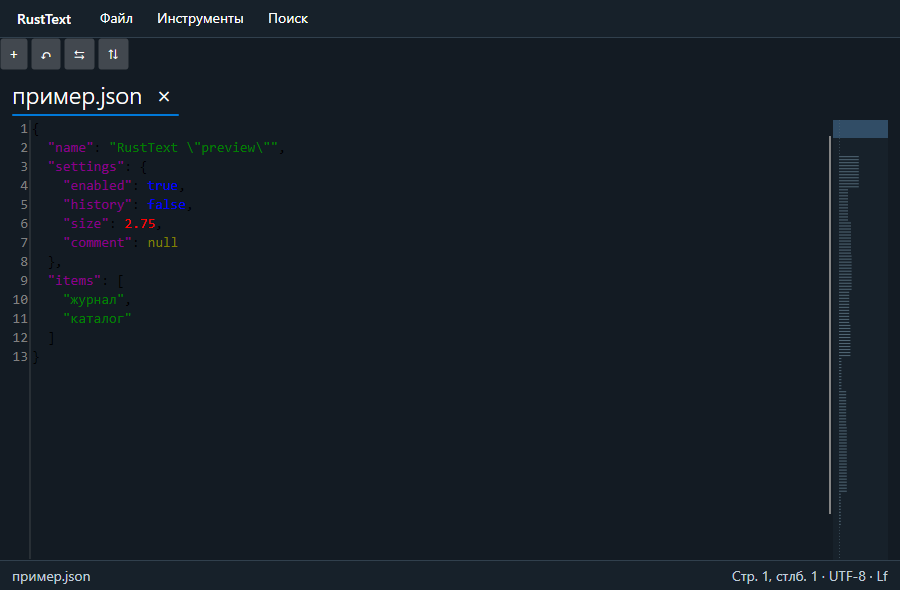 RustText Файл Инструменты Поиск
+
пример.json ×
1 {
2 "name": "RustText \"preview\"",
3 "settings": {
4 "enabled": true,
5 "history": false,
6 "size": 2.75,
7 "comment": null
8 },
9 "items": [
10 "журнал",
11 "каталог"
12 ]
13 }
пример.json Стр. 1, стлб. 1 · UTF-8 · Lf